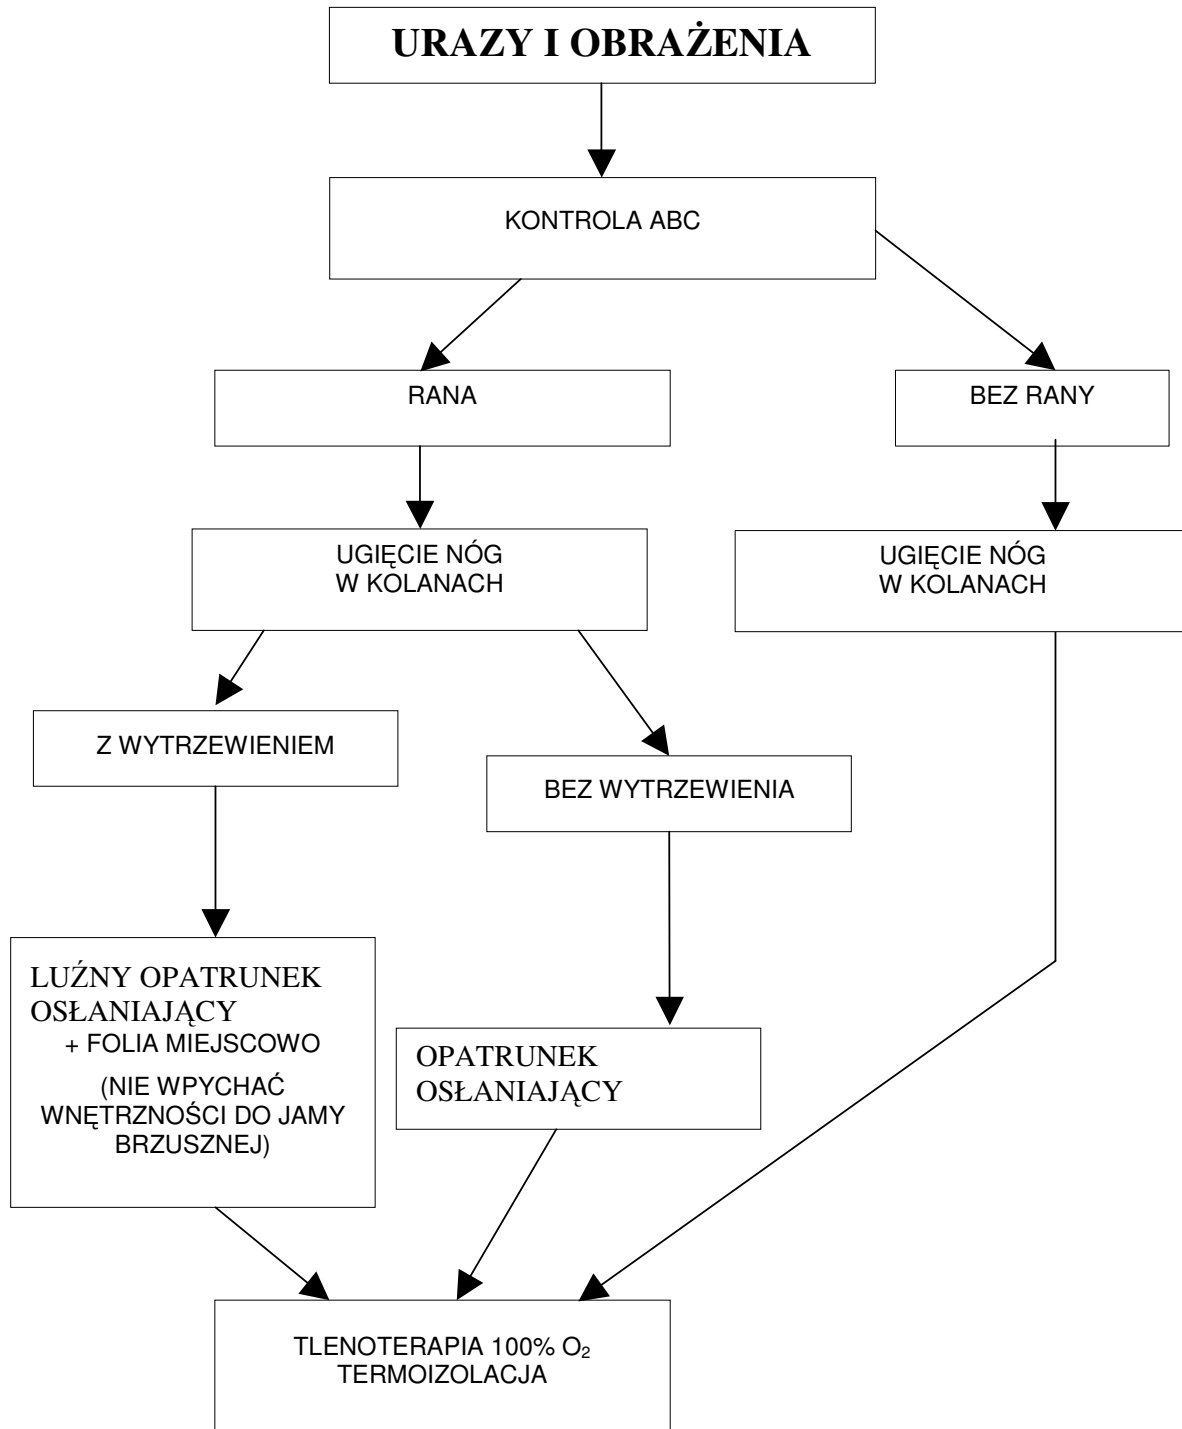 URAZY I OBRAŻENIA
KONTROLA ABC
RANA
BEZ RANY
UGIĘCIE NÓG
W KOLANACH
UGIĘCIE NÓG
W KOLANACH
Z WYTRZEWIENIEM
BEZ WYTRZEWIENIA
LUŹNY OPATRUNEK
OSŁANIAJĄCY
+ FOLIA MIEJSCOWO
(NIE WPYCHAĆ
WNĘTRZNOŚCI DO JAMY
BRZUSZNEJ)
OPATRUNEK
OSŁANIAJĄCY
TLENOTERAPIA 100% O₂
TERMOIZOLACJA